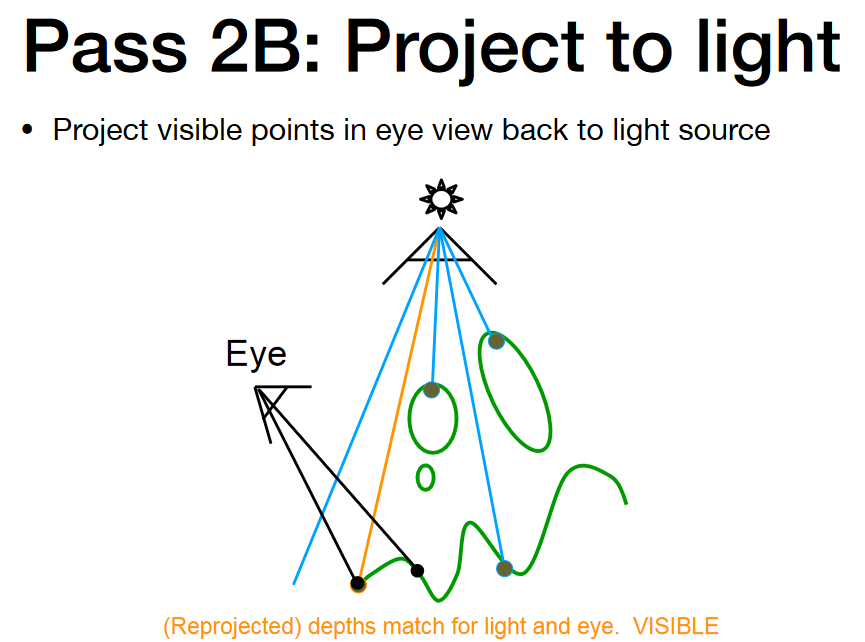 Pass 2B: Project to light
• Project visible points in eye view back to light source
Eye
(Reprojected) depths match for light and eye.  VISIBLE